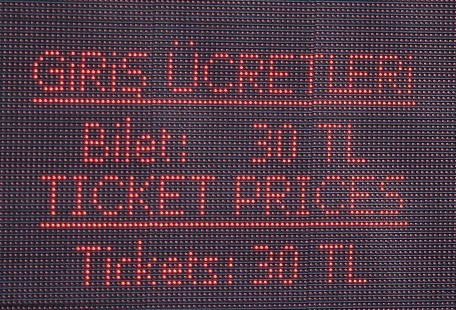 GİRİŞ ÜCRETLERİ
Bilet: 30 TL
TICKET PRICES
Tickets: 30 TL